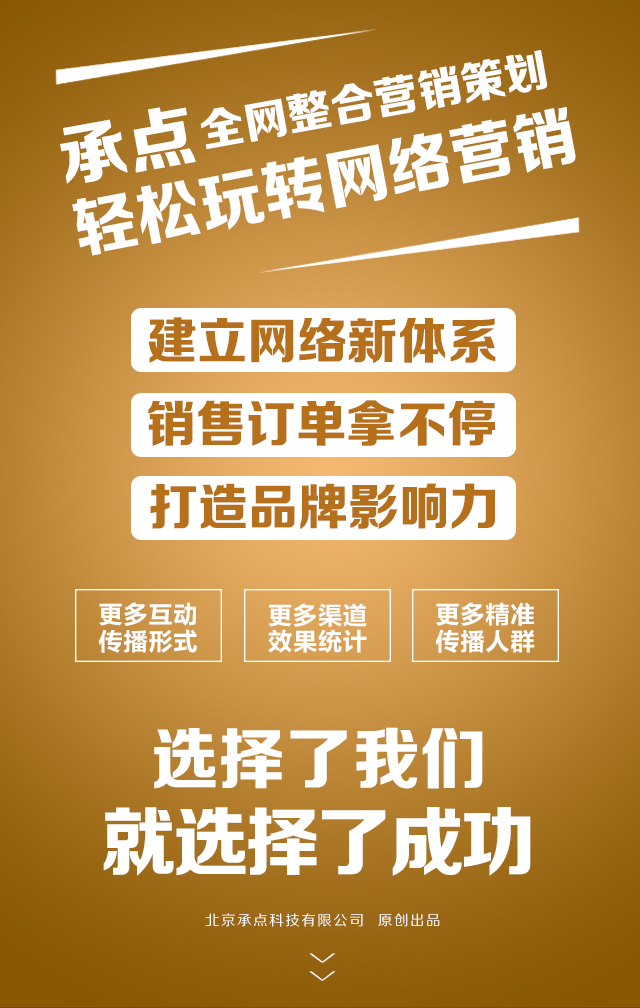 承点全网整合营销策划
轻松玩转网络营销
建立网络新体系
销售订单拿不停
打造品牌影响力
更多互动
传播形式
更多渠道
效果统计
更多精准
传播人群
选择了我们
就选择了成功
北京承点科技有限公司 原创出品